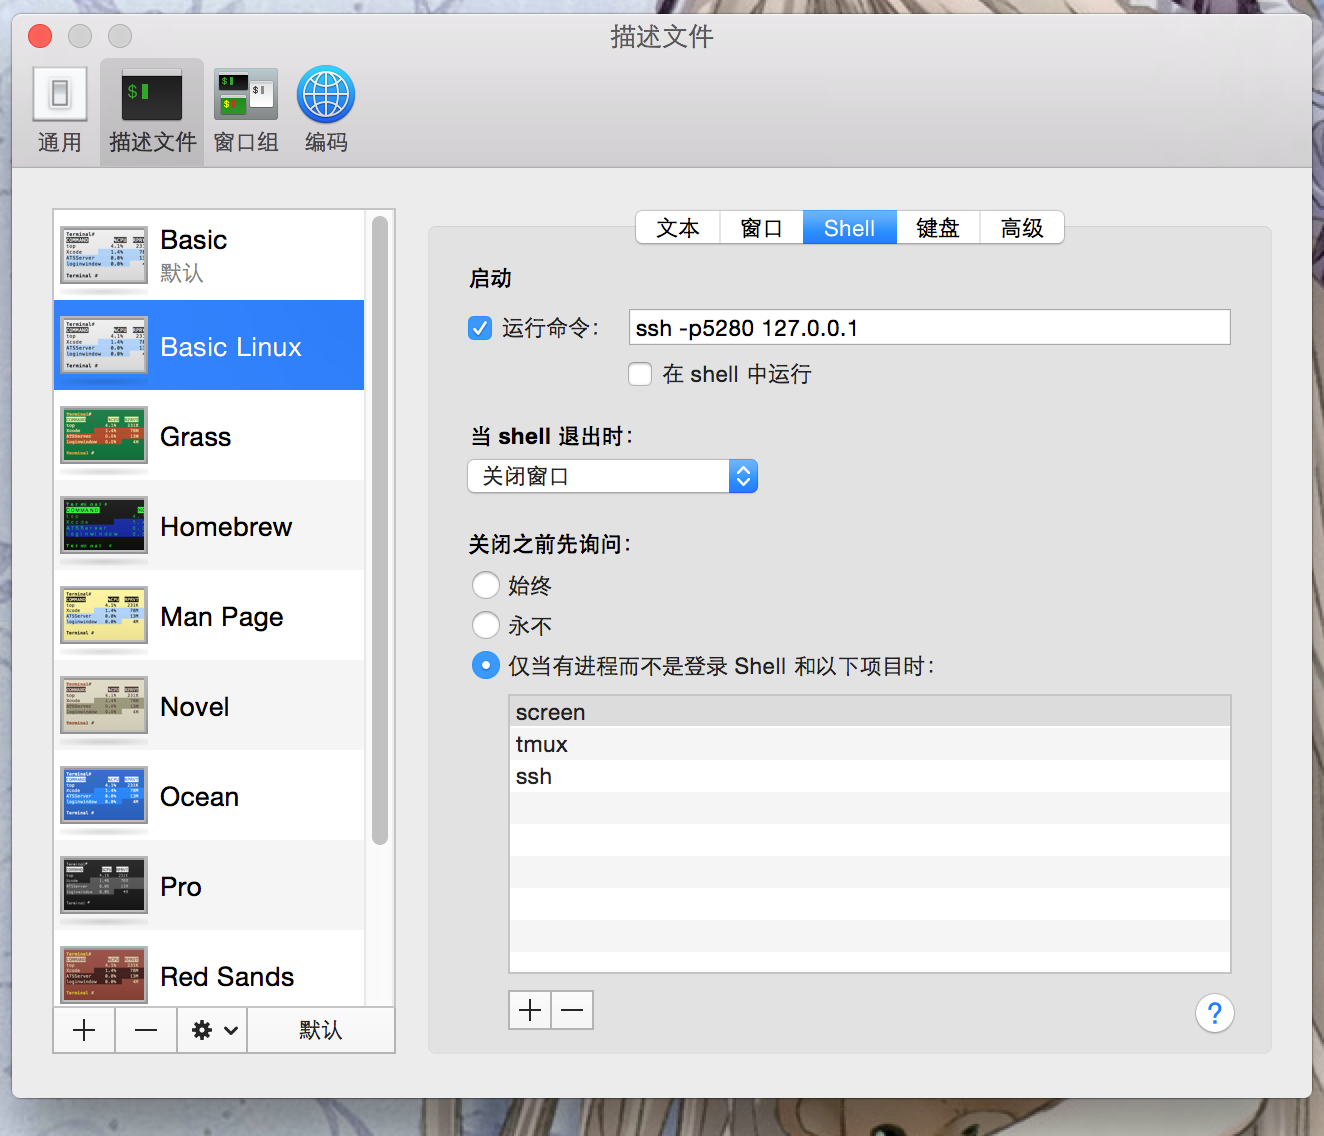 描述文件
通用
描述文件
窗口组
编码
Basic
默认
Basic Linux
Grass
Homebrew
Man Page
Novel
Ocean
Pro
Red Sands
默认
文本
窗口
Shell
键盘
高级
启动
运行命令：
ssh -p5280 127.0.0.1
在 shell 中运行
当 shell 退出时：
关闭窗口
关闭之前先询问：
始终
永不
仅当有进程而不是登录 Shell 和以下项目时：
screen
tmux
ssh
?